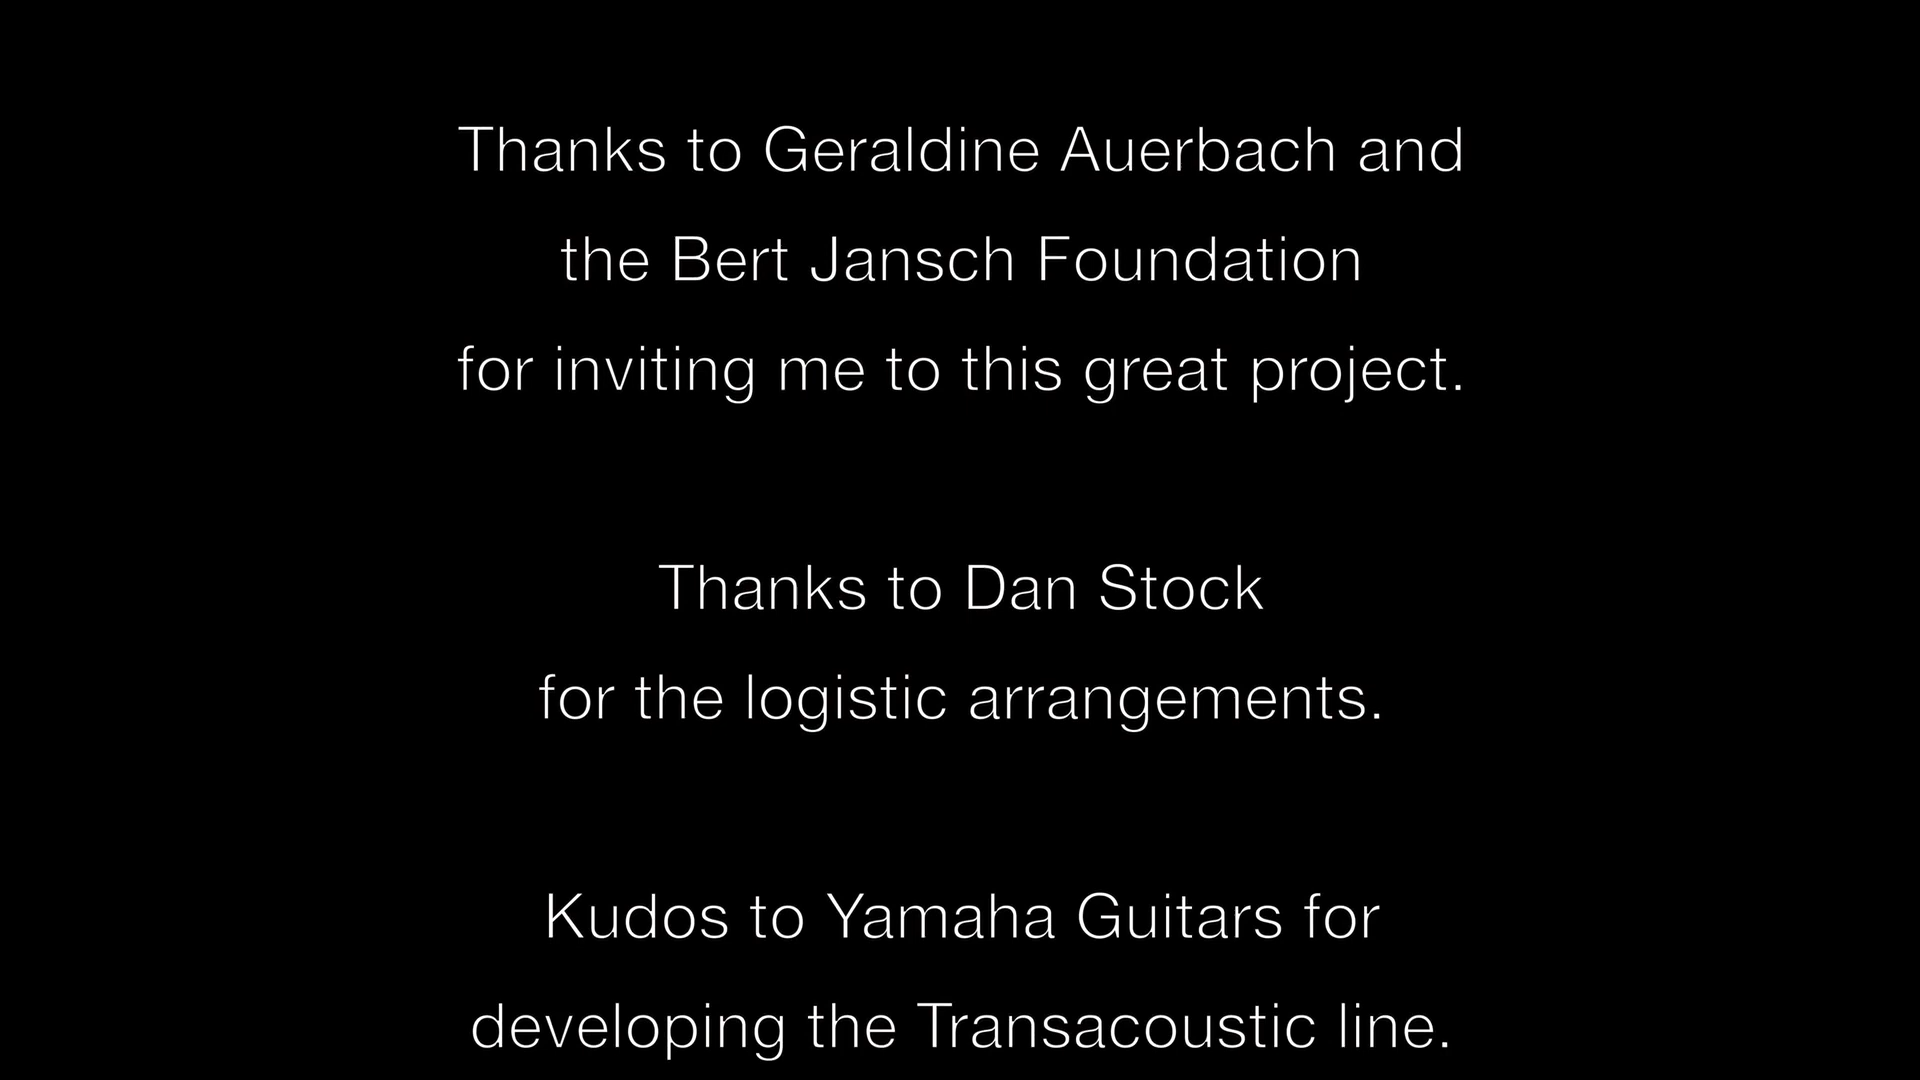 Thanks to Geraldine Auerbach and
the Bert Jansch Foundation
for inviting me to this great project.
Thanks to Dan Stock
for the logistic arrangements.
Kudos to Yamaha Guitars for
developing the Transacoustic line.